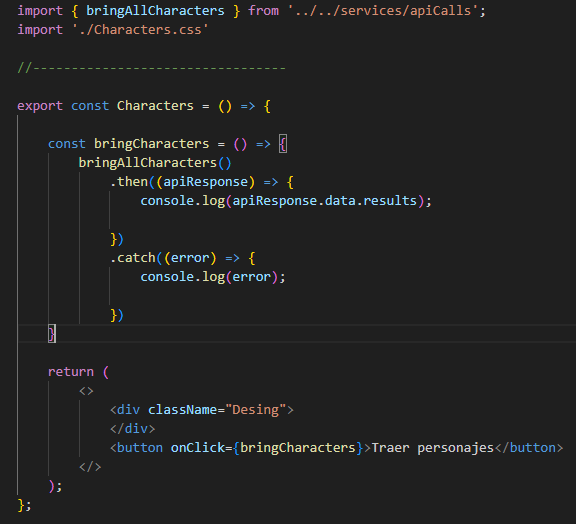 import { bringAllCharacters } from '../../services/apiCalls';
import './Characters.css'
//---------------------------------
export const Characters = () => {
const bringCharacters = () => {
bringAllCharacters()
.then((apiResponse) => {
console.log(apiResponse.data.results);
})
.catch((error) => {
console.log(error);
})
}
return (
<>
<div className="Desing">
</div>
<button onClick={bringCharacters}>Traer personajes</button>
</>
);
};